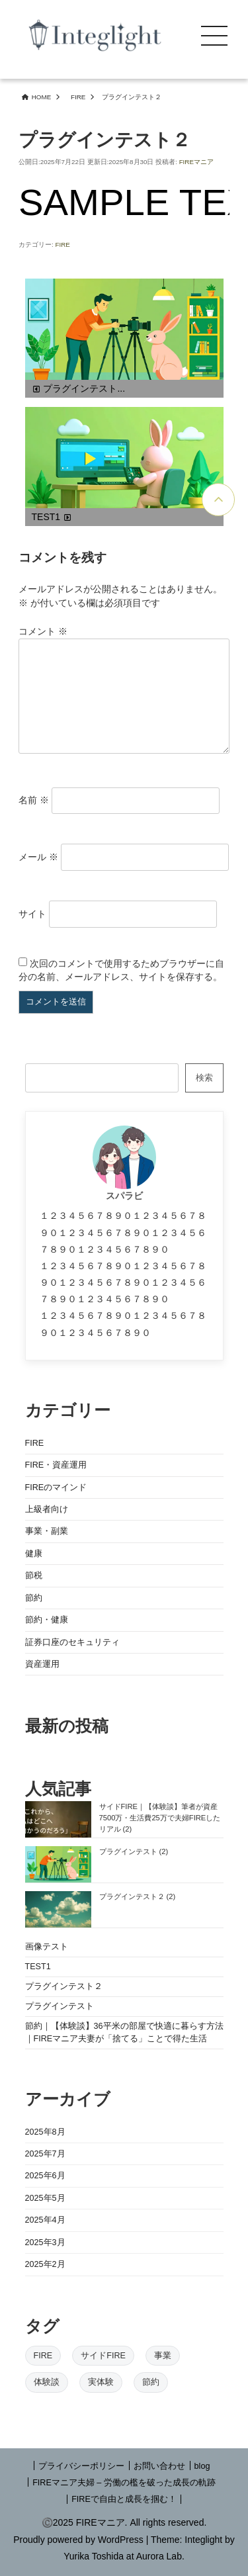 Integlight
HOME FIRE プラグインテスト２
プラグインテスト２
公開日:2025年7月22日 更新日:2025年8月30日 投稿者: FIREマニア
SAMPLE TE
カテゴリー: FIRE
プラグインテスト...
TEST1
コメントを残す
メールアドレスが公開されることはありません。
※ が付いている欄は必須項目です
コメント ※
名前 ※
メール ※
サイト
次回のコメントで使用するためブラウザーに自
分の名前、メールアドレス、サイトを保存する。
コメントを送信
検索
スバラピ
１２３４５６７８９０１２３４５６７８
９０１２３４５６７８９０１２３４５６
７８９０１２３４５６７８９０
１２３４５６７８９０１２３４５６７８
９０１２３４５６７８９０１２３４５６
７８９０１２３４５６７８９０
１２３４５６７８９０１２３４５６７８
９０１２３４５６７８９０
カテゴリー
FIRE
FIRE・資産運用
FIREのマインド
上級者向け
事業・副業
健康
節税
節約
節約・健康
証券口座のセキュリティ
資産運用
最新の投稿
人気記事
サイドFIRE｜【体験談】筆者が資産
7500万・生活費25万で夫婦FIREした
リアル (2)
プラグインテスト (2)
プラグインテスト２ (2)
画像テスト
TEST1
プラグインテスト２
プラグインテスト
節約｜【体験談】36平米の部屋で快適に暮らす方法
｜FIREマニア夫妻が「捨てる」ことで得た生活
アーカイブ
2025年8月
2025年7月
2025年6月
2025年5月
2025年4月
2025年3月
2025年2月
タグ
FIRE サイドFIRE 事業
体験談 実体験 節約
| プライバシーポリシー | お問い合わせ | blog
| FIREマニア夫婦 – 労働の檻を破った成長の軌跡
| FIREで自由と成長を掴む！ |
Ⓒ2025 FIREマニア. All rights reserved.
Proudly powered by WordPress | Theme: Integlight by
Yurika Toshida at Aurora Lab.